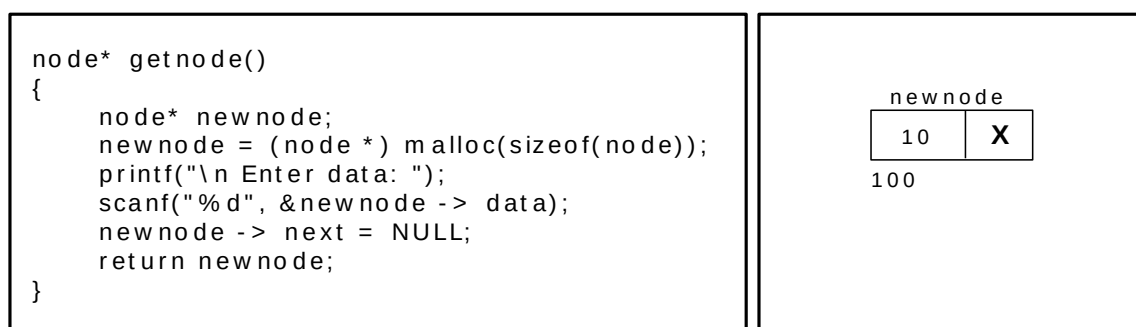 node* getnode()
{
node* newnode;
newnode = (node *) malloc(sizeof(node));
printf("\n Enter data: ");
scanf("%d", &newnode -> data);
newnode -> next = NULL;
return newnode;
}
newnode
10 X
100